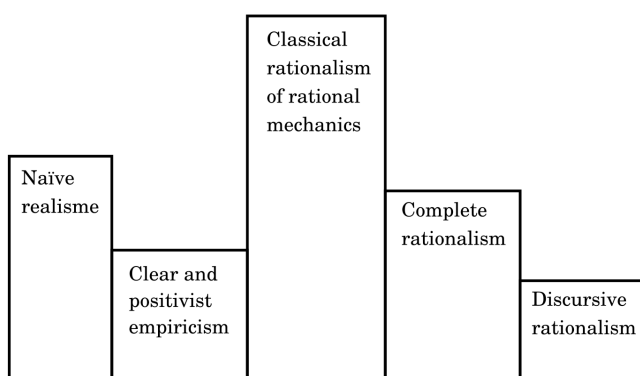 Naïve
realisme
Clear and
positivist
empiricism
Classical
rationalism
of rational
mechanics
Complete
rationalism
Discursive
rationalism